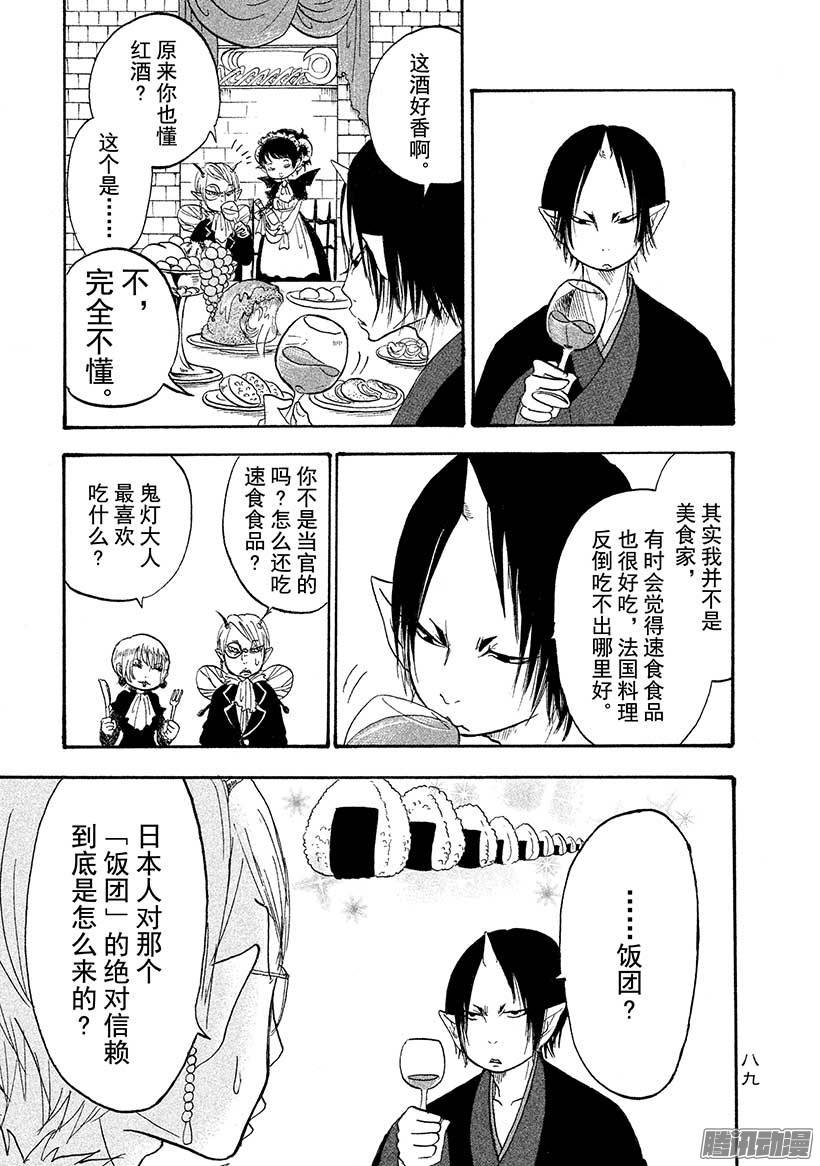 这酒好香啊。
原来你也懂
红酒？
这个是……
不，
完全不懂。
其实我并不是
美食家，
有时会觉得速食食品
也很好吃，法国料理
反倒吃不出哪里好。
你不是当官的
吗？怎么还吃
速食食品？
鬼灯大人
最喜欢
吃什么？
……饭团？
日本人对那个
「饭团」的绝对信赖
到底是怎么来的？
八九
腾讯动漫